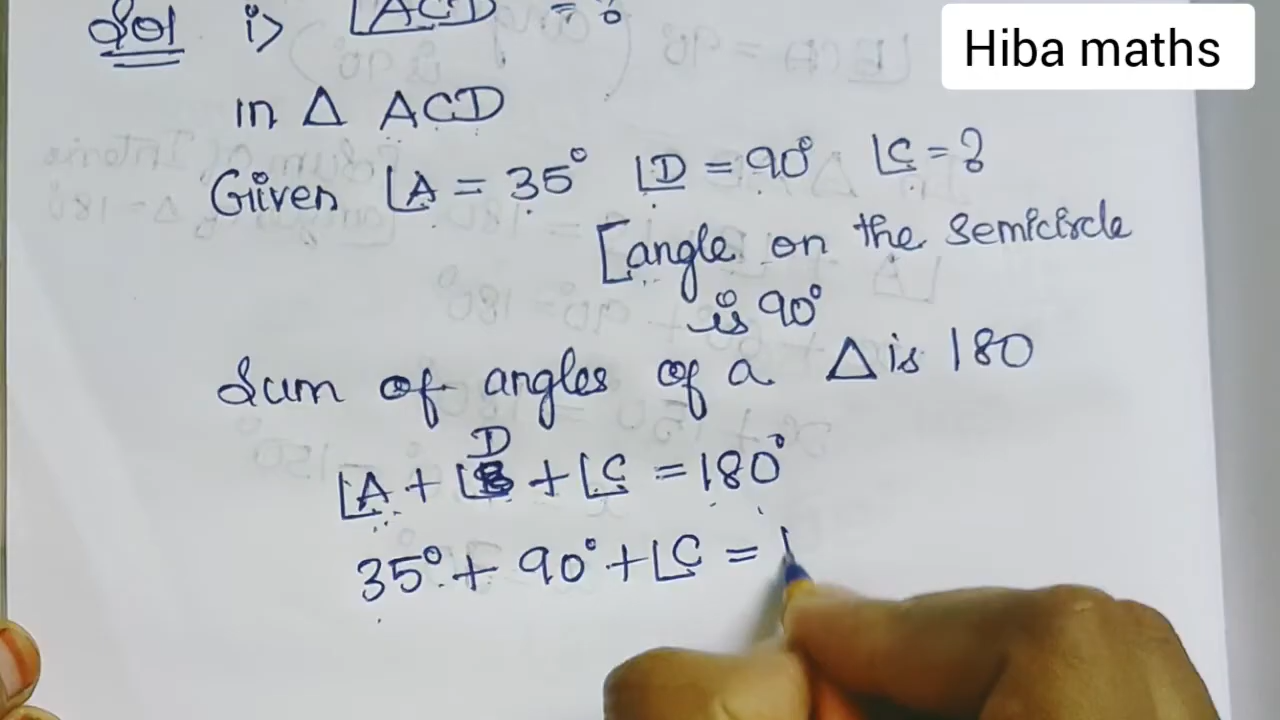 Sol i> ∠ACD = ?
Hiba maths
in Δ ACD
Given ∠A = 35° ∠D = 90° ∠C = ?
[angle on the semicircle
is 90°
Sum of angles of a Δ is 180
D
∠A + ∠B + ∠C = 180°
35° + 90° + ∠C = 1